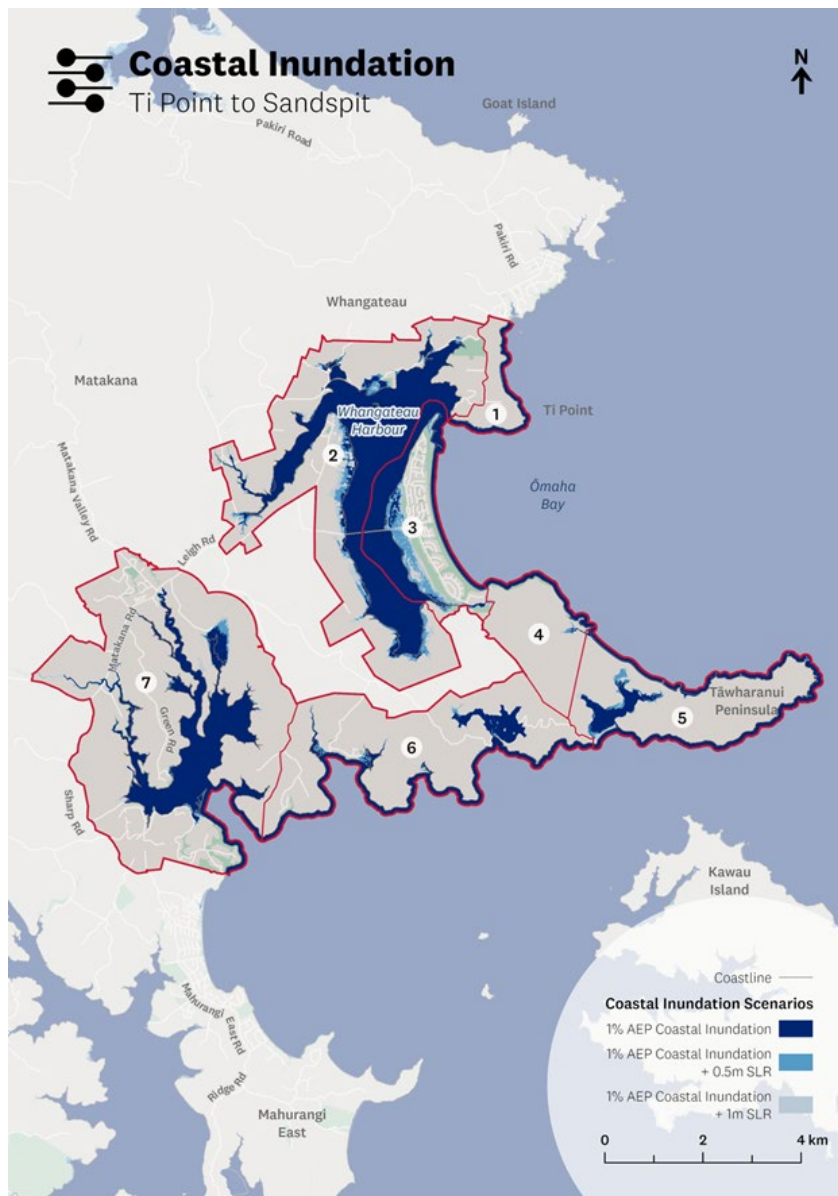 Coastal Inundation
Ti Point to Sandspit
N
Goat Island
Pakiri Road
Pakiri Rd
Whangateau
Matakana
Ti Point
1
Whangateau
Harbour
2
Matakana Valley Rd
Ōmaha
Bay
3
Leigh Rd
4
Matakana Rd
7
Tāwharanui
Peninsula
5
Green Rd
6
Sharp Rd
Kawau
Island
Coastline
Coastal Inundation Scenarios
1% AEP Coastal Inundation
1% AEP Coastal Inundation
+ 0.5m SLR
1% AEP Coastal Inundation
+ 1m SLR
Mahurangi
East Rd
Ridge Rd
Mahurangi
East
0 2 4 km